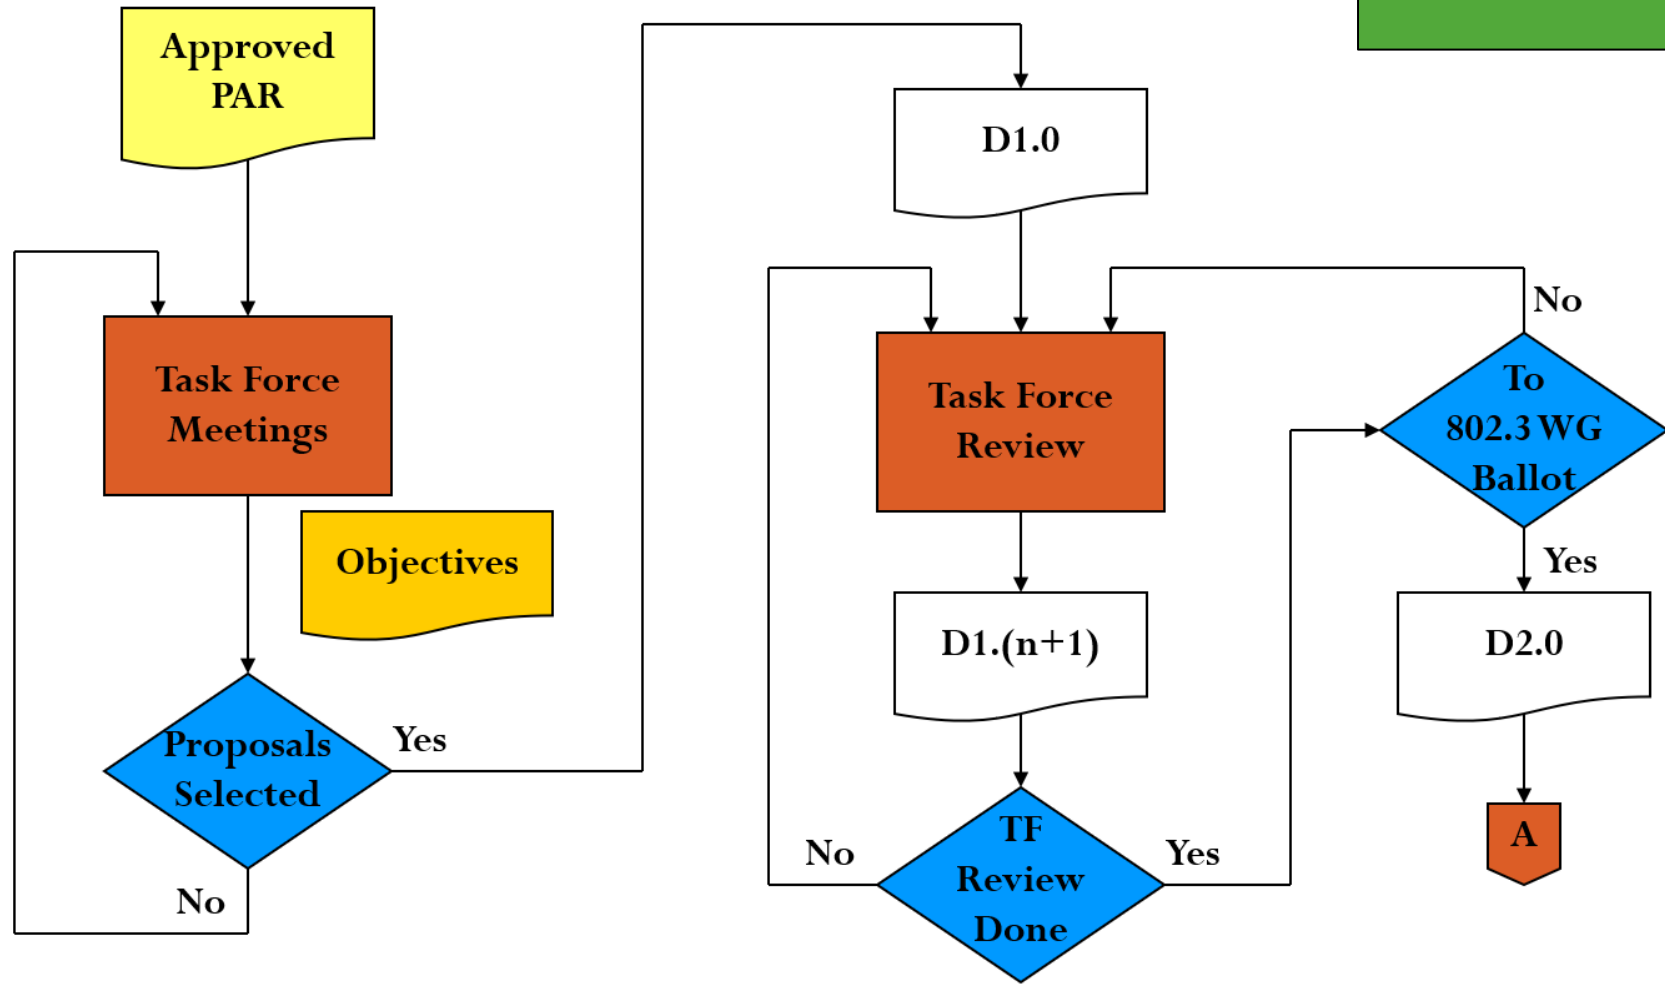 Approved
PAR
Task Force
Meetings
Objectives
Proposals
Selected
Yes
No
D1.0
Task Force
Review
D1.(n+1)
TF
Review
Done
No
Yes
No
To
802.3 WG
Ballot
Yes
D2.0
A